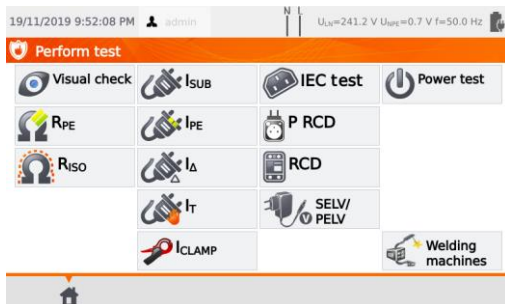 19/11/2019 9:52:08 PM admin N L ULN=241.2 V UNPE=0.7 V f=50.0 Hz
Perform test
Visual check ISUB IEC test Power test
RPE IPE P RCD
RISO IΔ RCD
IT SELV/
PELV
V
ICLAMP Welding
machines